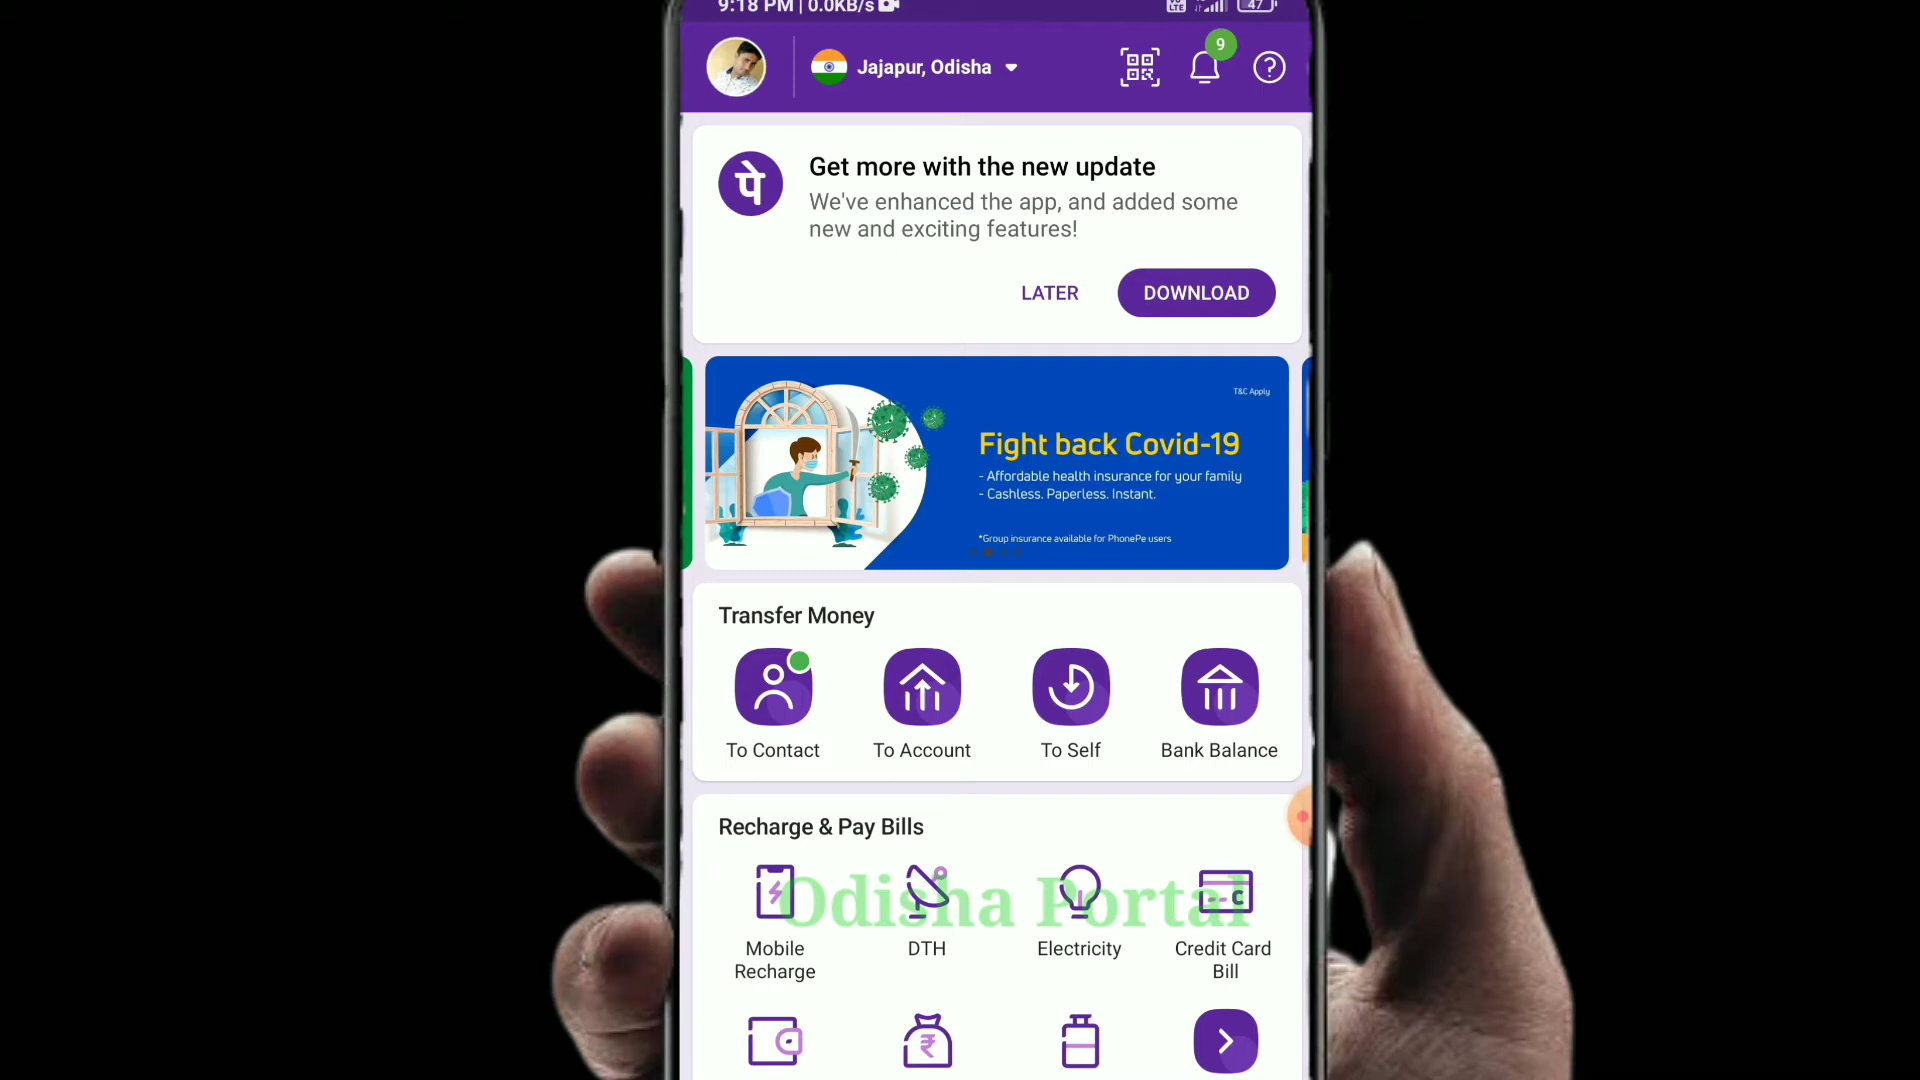 9:18 PM | 0.0KB/s
47
Jajapur, Odisha
9
पे
Get more with the new update
We've enhanced the app, and added some
new and exciting features!
LATER
DOWNLOAD
T&C Apply
Fight back Covid-19
- Affordable health insurance for your family
- Cashless. Paperless. Instant.
*Group insurance available for PhonePe users
Transfer Money
To Contact
To Account
To Self
Bank Balance
Recharge & Pay Bills
Odisha Portal
Mobile
Recharge
DTH
Electricity
Credit Card
Bill